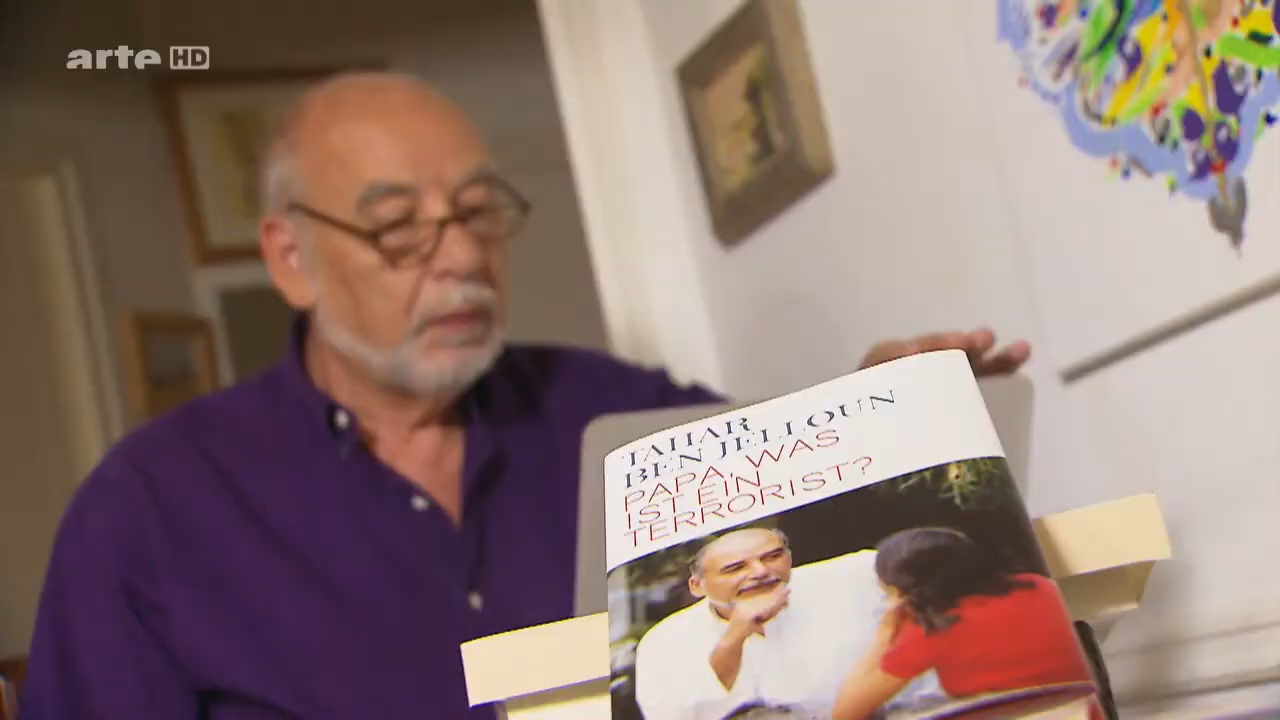 arte HD
TAHAR
BEN JELLOUN
PAPA, WAS
IST EIN
TERRORIST?